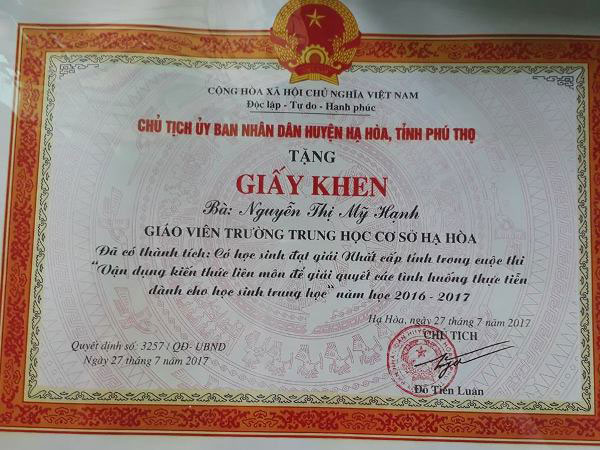 CỘNG HÒA XÃ HỘI CHỦ NGHĨA VIỆT NAM
Độc lập - Tự do - Hạnh phúc
CHỦ TỊCH ỦY BAN NHÂN DÂN HUYỆN HẠ HÒA, TỈNH PHÚ THỌ
TẶNG
GIẤY KHEN
Bà: Nguyễn Thị Mỹ Hạnh
GIÁO VIÊN TRƯỜNG TRUNG HỌC CƠ SỞ HẠ HÒA
Đã có thành tích: Có học sinh đạt giải Nhất cấp tỉnh trong cuộc thi
"Vận dụng kiến thức liên môn để giải quyết các tình huống thực tiễn
dành cho học sinh trung học" năm học 2016 - 2017
Hạ Hòa, ngày 27 tháng 7 năm 2017
CHỦ TỊCH
Quyết định số: 3257 / QĐ- UBND
Ngày 27 tháng 7 năm 2017
Đỗ Tiến Luân